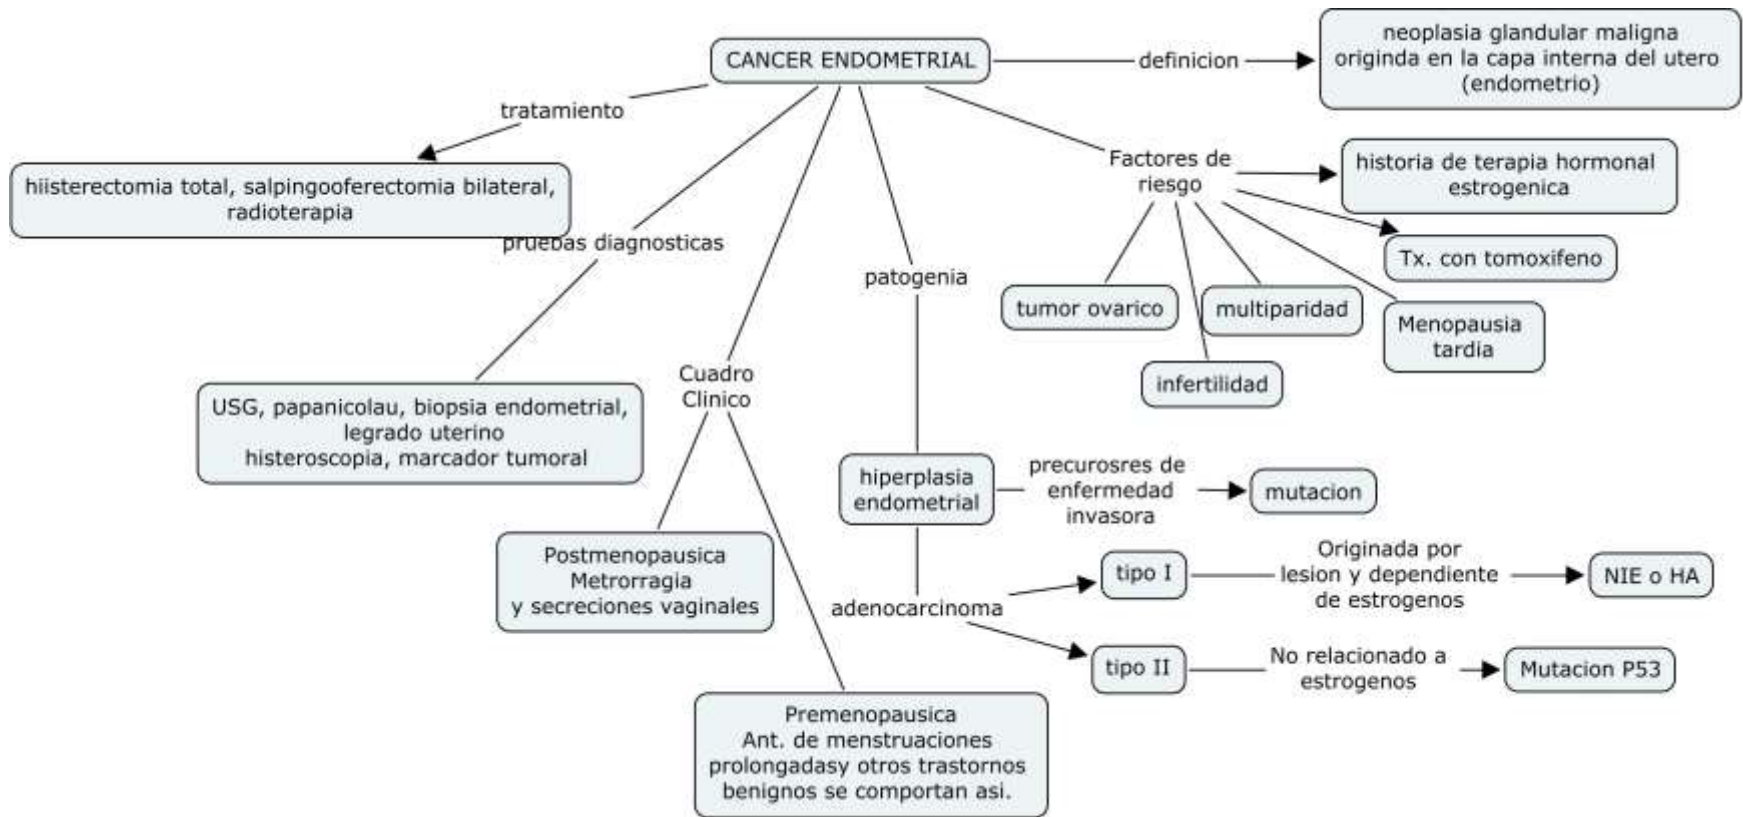 CANCER ENDOMETRIAL
definicion
neoplasia glandular maligna
originda en la capa interna del utero
(endometrio)
tratamiento
hiisterectomia total, salpingooferectomia bilateral,
radioterapia
pruebas diagnosticas
USG, papanicolau, biopsia endometrial,
legrado uterino
histeroscopia, marcador tumoral
Cuadro
Clinico
Postmenopausica
Metrorragia
y secreciones vaginales
Premenopausica
Ant. de menstruaciones
prolongadasy otros trastornos
benignos se comportan asi.
patogenia
hiperplasia
endometrial
precurosres de
enfermedad
invasora
mutacion
adenocarcinoma
tipo I
Originada por
lesion y dependiente
de estrogenos
NIE o HA
tipo II
No relacionado a
estrogenos
Mutacion P53
Factores de
riesgo
historia de terapia hormonal
estrogenica
Tx. con tomoxifeno
Menopausia
tardia
multiparidad
infertilidad
tumor ovarico